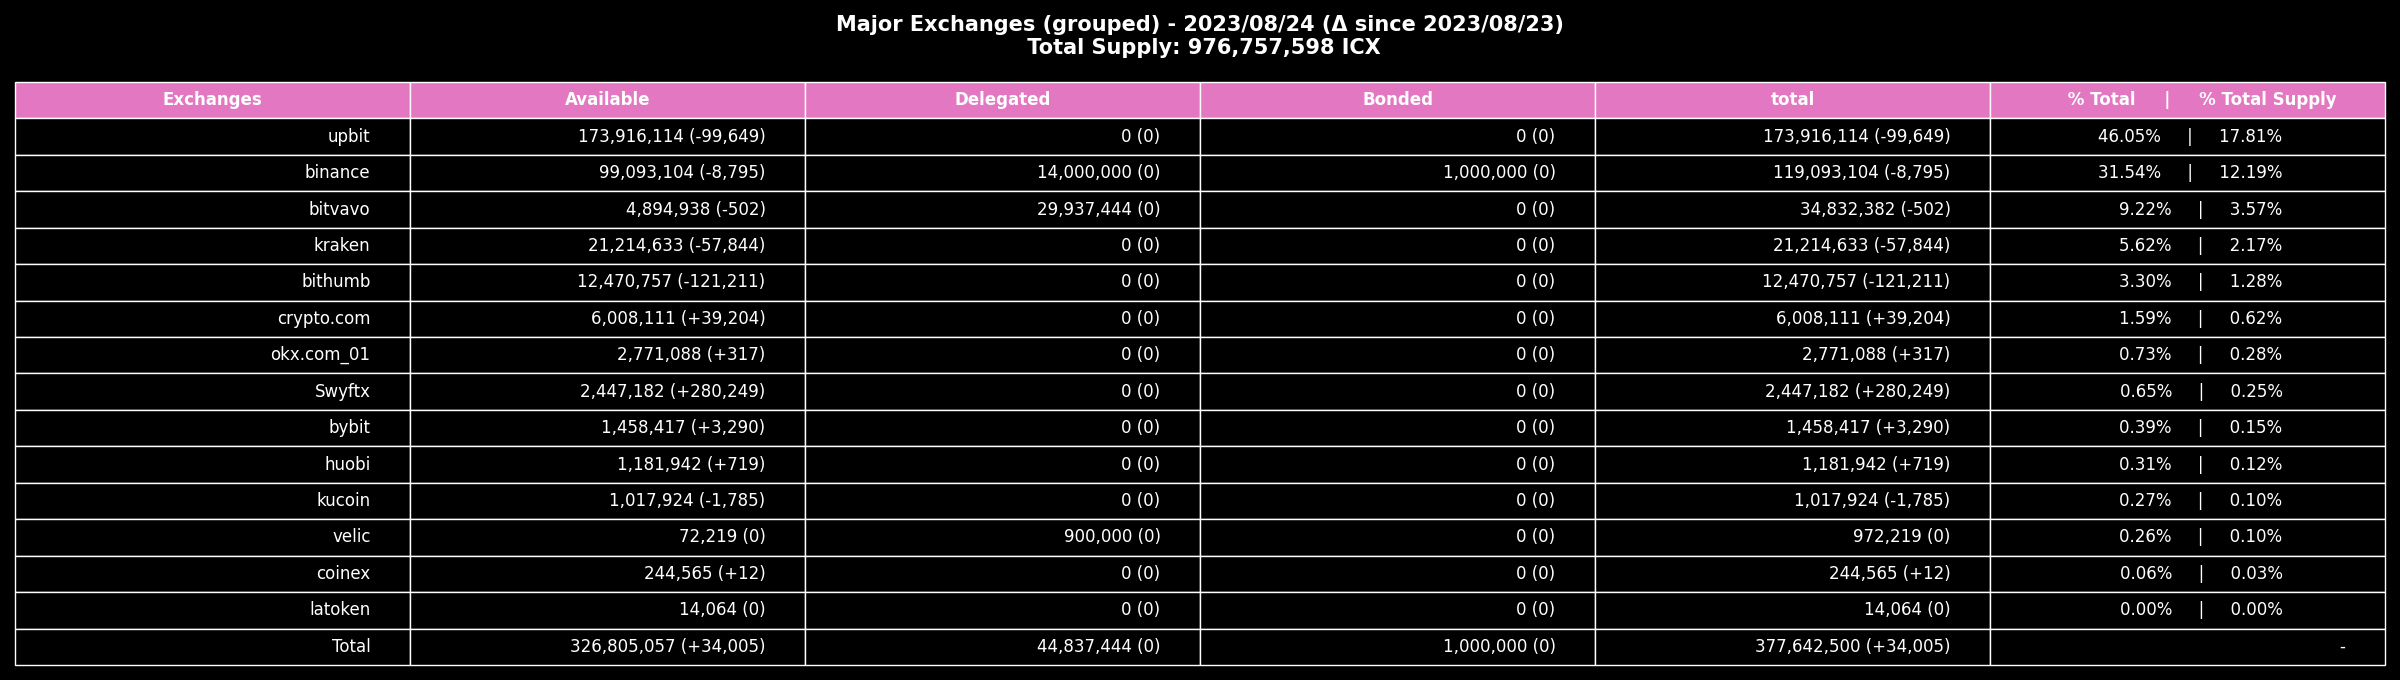 Major Exchanges (grouped) - 2023/08/24 (Δ since 2023/08/23)
Total Supply: 976,757,598 ICX
Exchanges Available Delegated Bonded total % Total | % Total Supply
upbit 173,916,114 (-99,649) 0 (0) 0 (0) 173,916,114 (-99,649) 46.05% | 17.81%
binance 99,093,104 (-8,795) 14,000,000 (0) 1,000,000 (0) 119,093,104 (-8,795) 31.54% | 12.19%
bitvavo 4,894,938 (-502) 29,937,444 (0) 0 (0) 34,832,382 (-502) 9.22% | 3.57%
kraken 21,214,633 (-57,844) 0 (0) 0 (0) 21,214,633 (-57,844) 5.62% | 2.17%
bithumb 12,470,757 (-121,211) 0 (0) 0 (0) 12,470,757 (-121,211) 3.30% | 1.28%
crypto.com 6,008,111 (+39,204) 0 (0) 0 (0) 6,008,111 (+39,204) 1.59% | 0.62%
okx.com_01 2,771,088 (+317) 0 (0) 0 (0) 2,771,088 (+317) 0.73% | 0.28%
Swyftx 2,447,182 (+280,249) 0 (0) 0 (0) 2,447,182 (+280,249) 0.65% | 0.25%
bybit 1,458,417 (+3,290) 0 (0) 0 (0) 1,458,417 (+3,290) 0.39% | 0.15%
huobi 1,181,942 (+719) 0 (0) 0 (0) 1,181,942 (+719) 0.31% | 0.12%
kucoin 1,017,924 (-1,785) 0 (0) 0 (0) 1,017,924 (-1,785) 0.27% | 0.10%
velic 72,219 (0) 900,000 (0) 0 (0) 972,219 (0) 0.26% | 0.10%
coinex 244,565 (+12) 0 (0) 0 (0) 244,565 (+12) 0.06% | 0.03%
latoken 14,064 (0) 0 (0) 0 (0) 14,064 (0) 0.00% | 0.00%
Total 326,805,057 (+34,005) 44,837,444 (0) 1,000,000 (0) 377,642,500 (+34,005) -